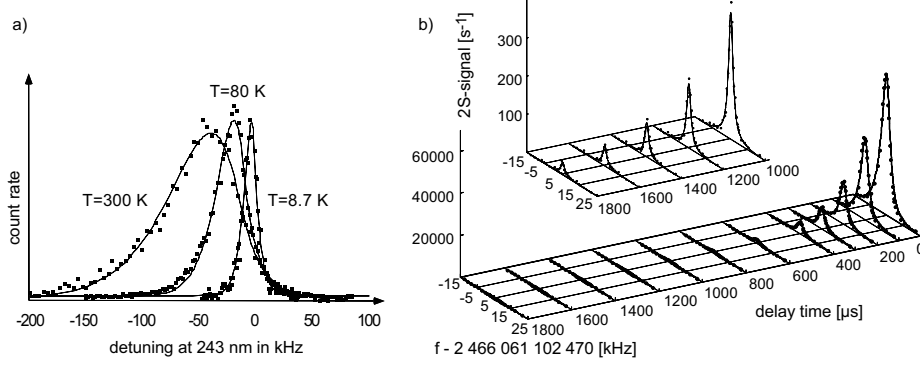 a)
T=80 K
T=300 K
T=8.7 K
count rate
-200 -150 -100 -50 0 50 100
detuning at 243 nm in kHz
b)
2S-signal [s-1]
300
200
100
-15
-5
5
15
25
1800 1600 1400 1200 1000
60000
40000
20000
-15
-5
5
15
25
1800 1600 1400 1200 1000 800 600 400 200 0
delay time [µs]
f - 2 466 061 102 470 [kHz]